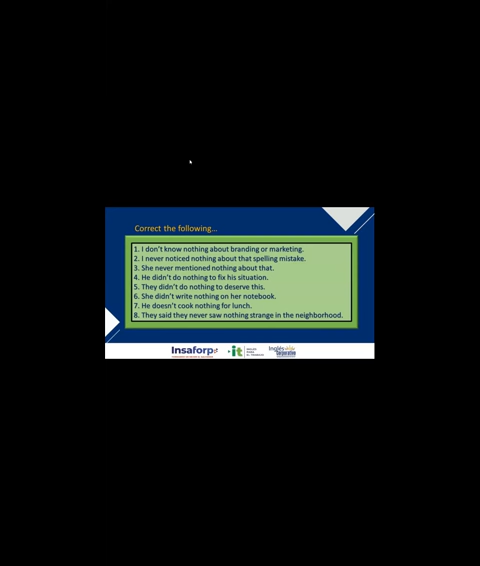 Correct the following...
1. I don't know nothing about branding or marketing.
2. I never noticed nothing about that spelling mistake.
3. She never mentioned nothing about that.
4. He didn't do nothing to fix his situation.
5. They didn't do nothing to deserve this.
6. She didn't write nothing on her notebook.
7. He doesn't cook nothing for lunch.
8. They said they never saw nothing strange in the neighborhood.
Insaforp
it
Inglés
Corporativo